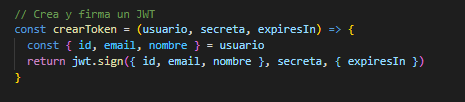 // Crea y firma un JWT
const crearToken = (usuario, secreta, expiresIn) => {
  const { id, email, nombre } = usuario
  return jwt.sign({ id, email, nombre }, secreta, { expiresIn })
}